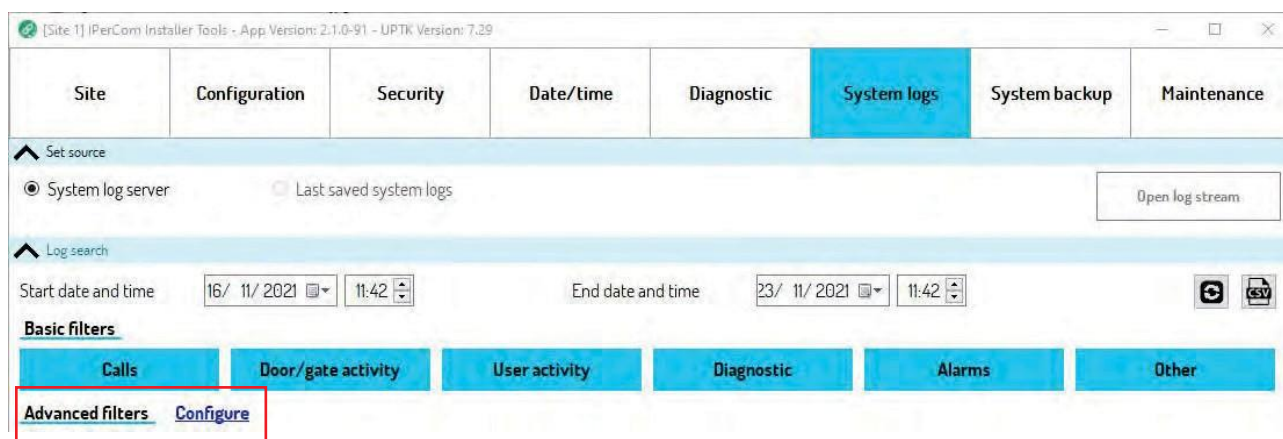 [Site 1] IPerCom Installer Tools - App Version: 2.1.0-91 - UPTK Version: 7.29
Site Configuration Security Date/time Diagnostic System logs System backup Maintenance
Set source
System log server Last saved system logs Open log stream
Log search
Start date and time 16/ 11/ 2021 11:42 End date and time 23/ 11/ 2021 11:42 CSV
Basic filters
Calls Door/gate activity User activity Diagnostic Alarms Other
Advanced filters Configure